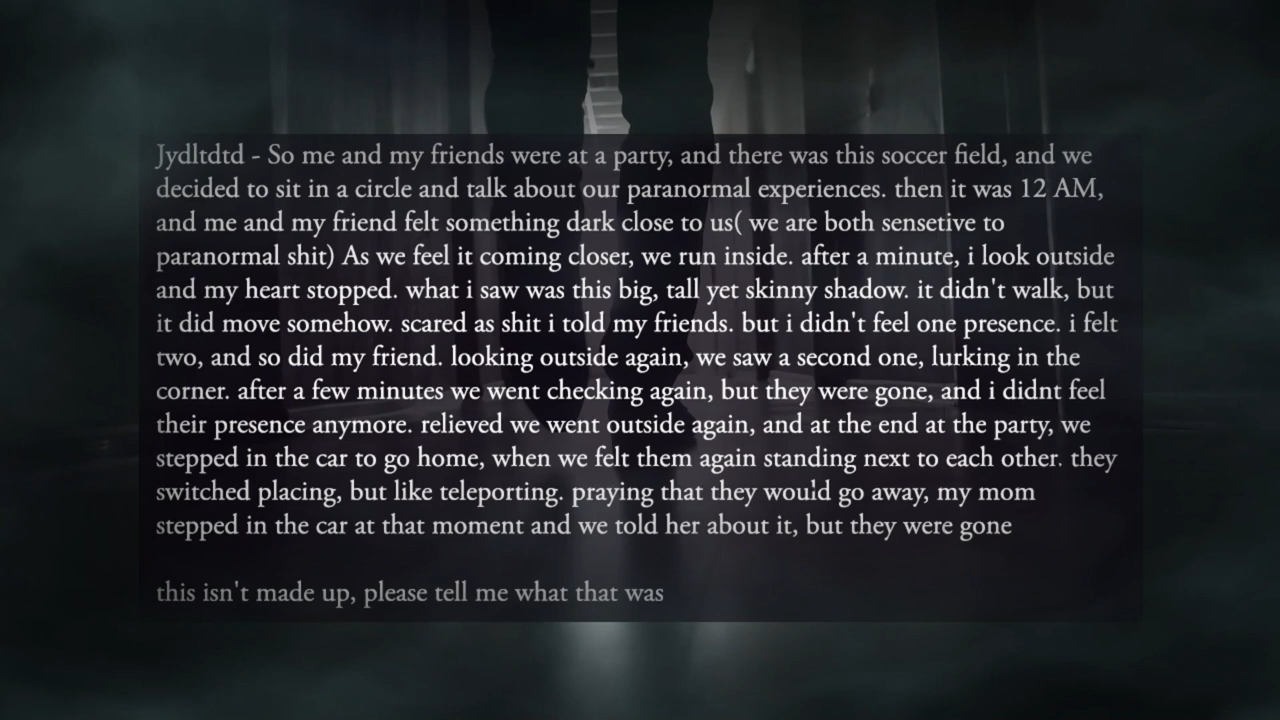 Jydltdtd - So me and my friends were at a party, and there was this soccer field, and we
decided to sit in a circle and talk about our paranormal experiences. then it was 12 AM,
and me and my friend felt something dark close to us( we are both sensetive to
paranormal shit) As we feel it coming closer, we run inside. after a minute, i look outside
and my heart stopped. what i saw was this big, tall yet skinny shadow. it didn't walk, but
it did move somehow. scared as shit i told my friends. but i didn't feel one presence. i felt
two, and so did my friend. looking outside again, we saw a second one, lurking in the
corner. after a few minutes we went checking again, but they were gone, and i didnt feel
their presence anymore. relieved we went outside again, and at the end at the party, we
stepped in the car to go home, when we felt them again standing next to each other. they
switched placing, but like teleporting. praying that they would go away, my mom
stepped in the car at that moment and we told her about it, but they were gone
this isn't made up, please tell me what that was